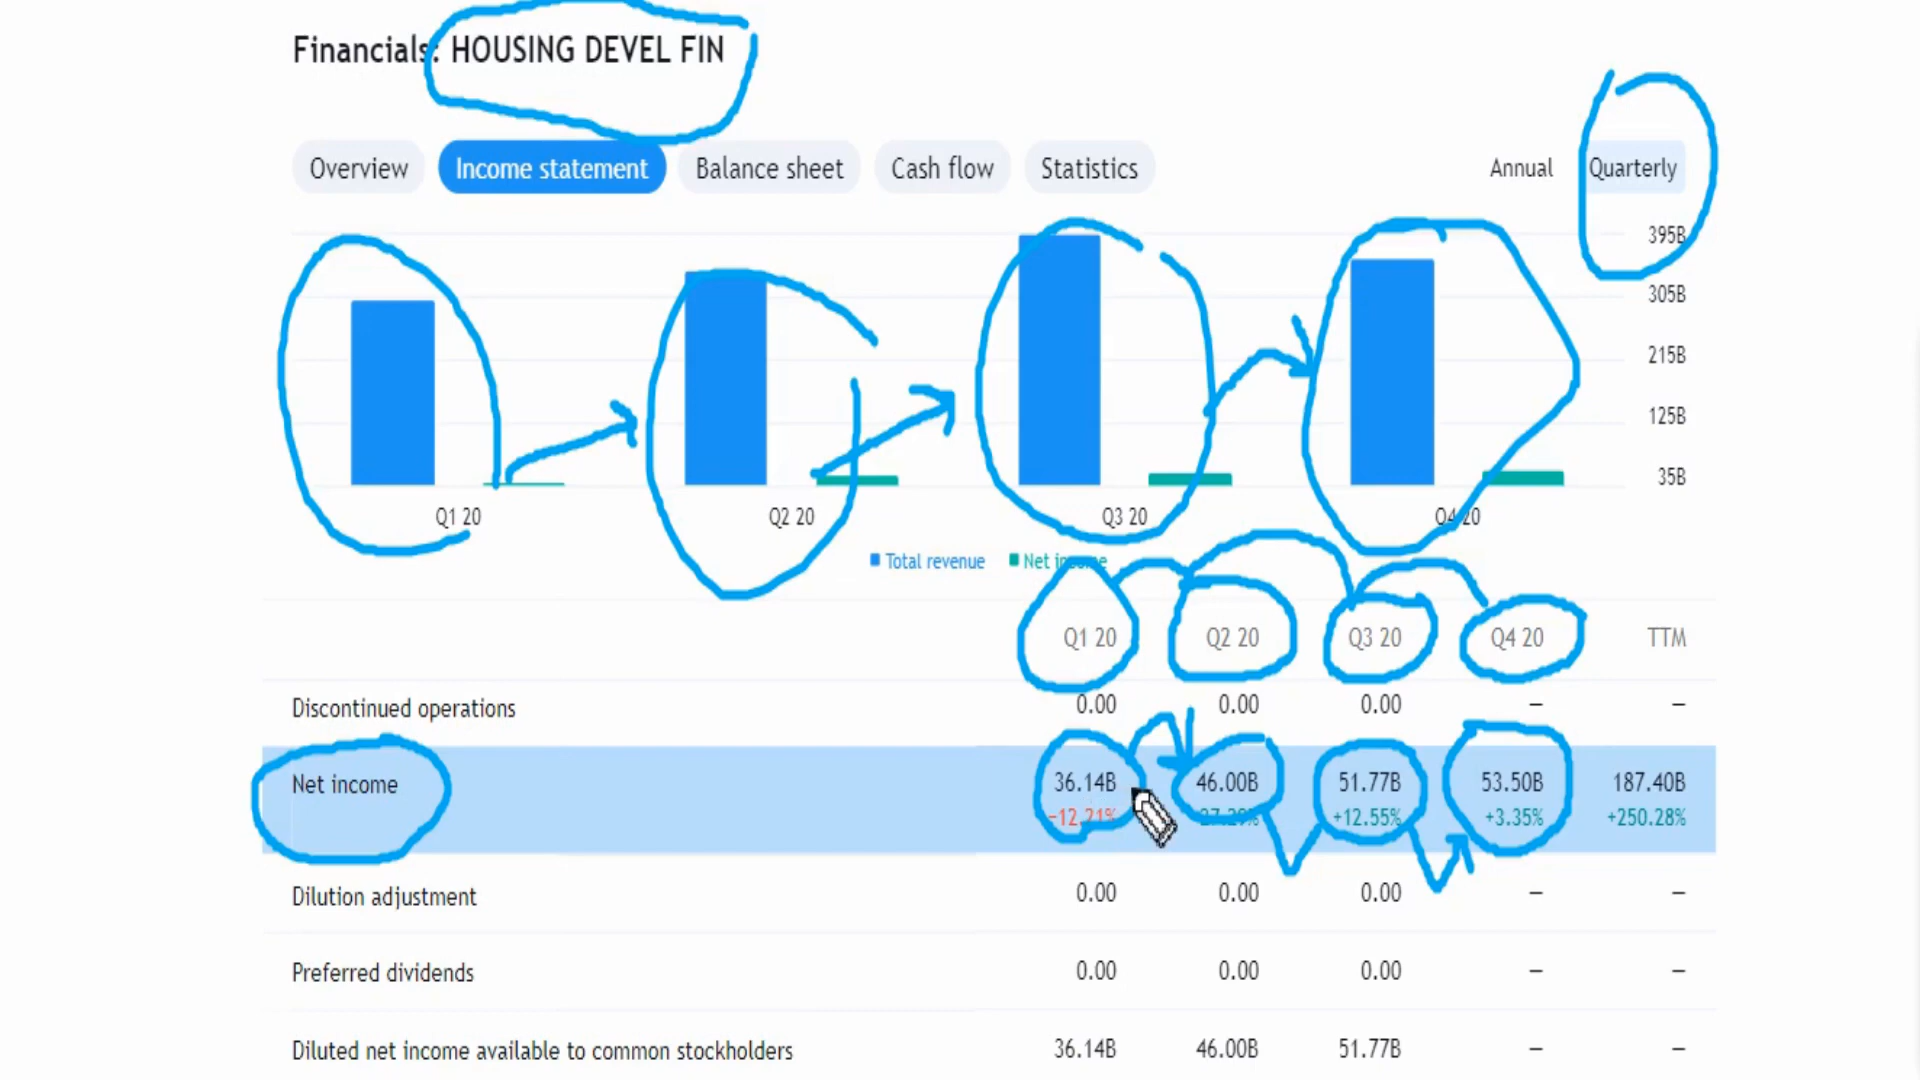 Financials: HOUSING DEVEL FIN
Overview Income statement Balance sheet Cash flow Statistics Annual Quarterly
395B
305B
215B
125B
35B
Q1 20 Q2 20 Q3 20 Q4 20
Total revenue Net income
Q1 20 Q2 20 Q3 20 Q4 20 TTM
Discontinued operations 0.00 0.00 0.00 — —
Net income 36.14B 46.00B 51.77B 53.50B 187.40B
−12.21% +12.55% +3.35% +250.28%
Dilution adjustment 0.00 0.00 0.00 — —
Preferred dividends 0.00 0.00 0.00 — —
Diluted net income available to common stockholders 36.14B 46.00B 51.77B — —